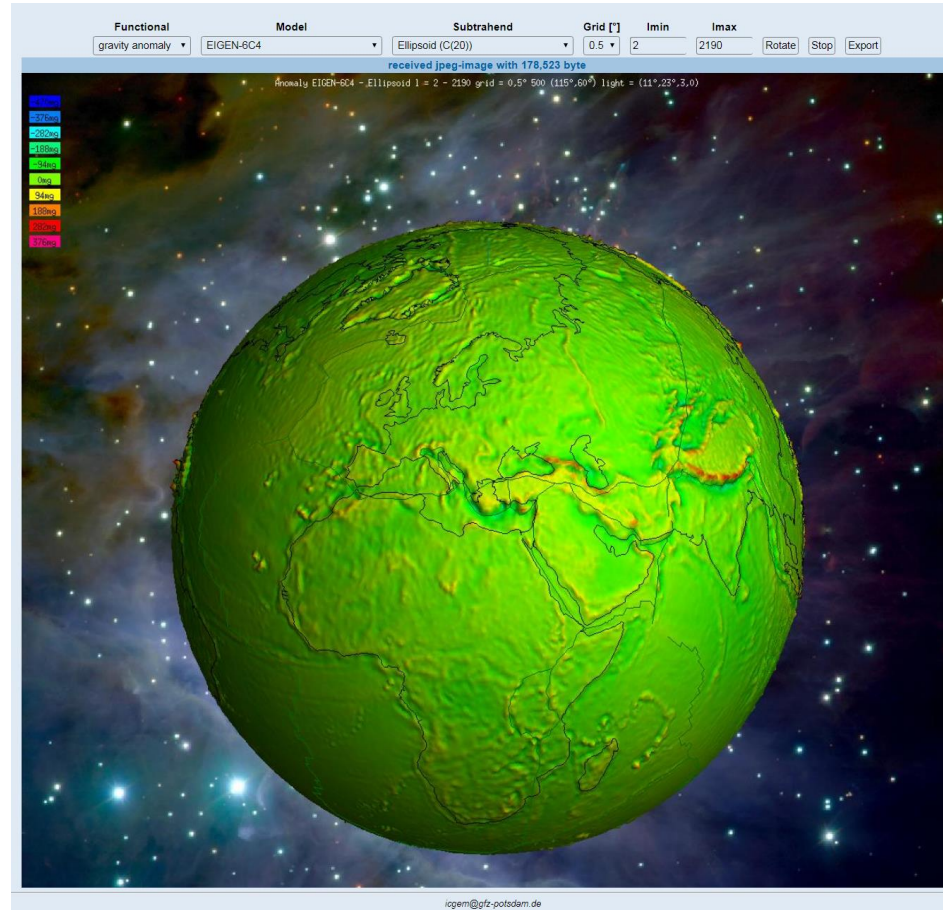 Functional Model Subtrahend Grid [°] lmin lmax
gravity anomaly EIGEN-6C4 Ellipsoid (C(20)) 0.5 2 2190 Rotate Stop Export
received jpeg-image with 178,523 byte
Anomaly EIGEN-6C4 - Ellipsoid l = 2 - 2190 grid = 0,5° 500 (115°,60°) light = (11°,23°,3,0)
-376mg
-282mg
-188mg
-94mg
0mg
94mg
188mg
282mg
376mg
icgem@gfz-potsdam.de